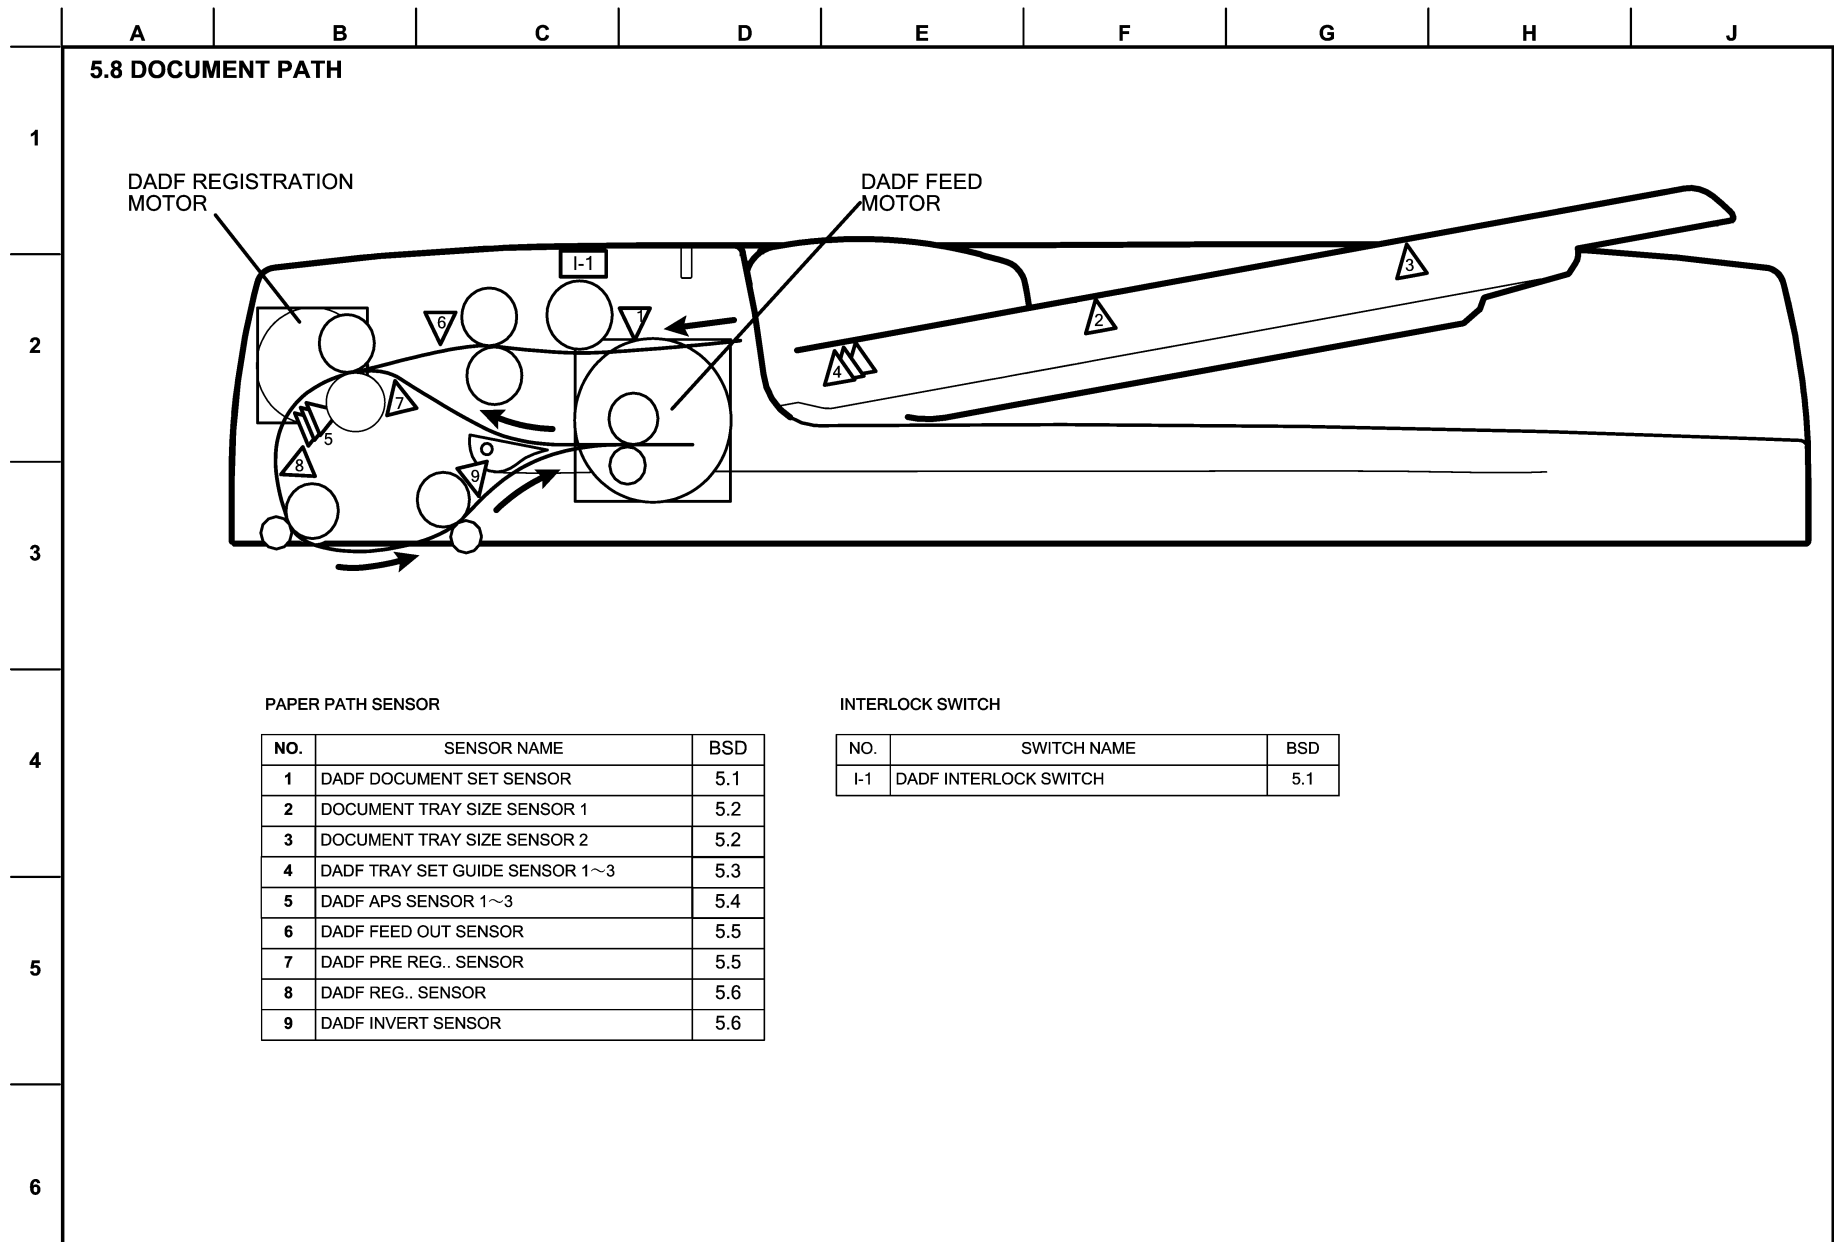 A B C D E F G H J
5.8 DOCUMENT PATH
1
DADF REGISTRATION
MOTOR
DADF FEED
MOTOR
I-1
3
6
1
2
2
4
7
5
8
9
3
PAPER PATH SENSOR
INTERLOCK SWITCH
NO. SENSOR NAME BSD
1 DADF DOCUMENT SET SENSOR 5.1
2 DOCUMENT TRAY SIZE SENSOR 1 5.2
3 DOCUMENT TRAY SIZE SENSOR 2 5.2
4 DADF TRAY SET GUIDE SENSOR 1～3 5.3
5 DADF APS SENSOR 1～3 5.4
6 DADF FEED OUT SENSOR 5.5
7 DADF PRE REG.. SENSOR 5.5
8 DADF REG.. SENSOR 5.6
9 DADF INVERT SENSOR 5.6
NO. SWITCH NAME BSD
I-1 DADF INTERLOCK SWITCH 5.1
4
5
6